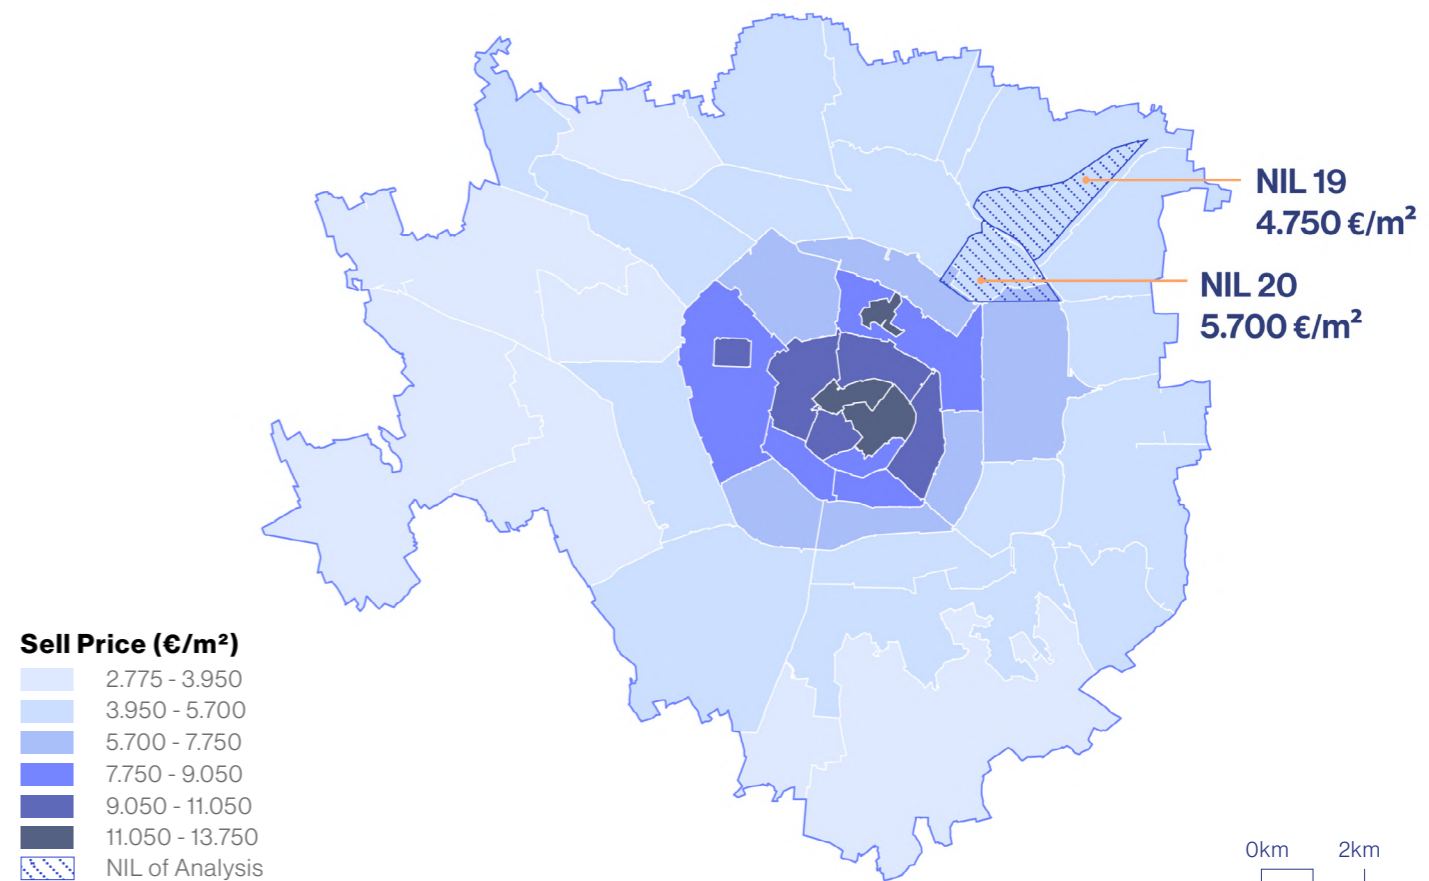 NIL 19
4.750 €/m²
NIL 20
5.700 €/m²
Sell Price (€/m²)
2.775 - 3.950
3.950 - 5.700
5.700 - 7.750
7.750 - 9.050
9.050 - 11.050
11.050 - 13.750
NIL of Analysis
0km 2km